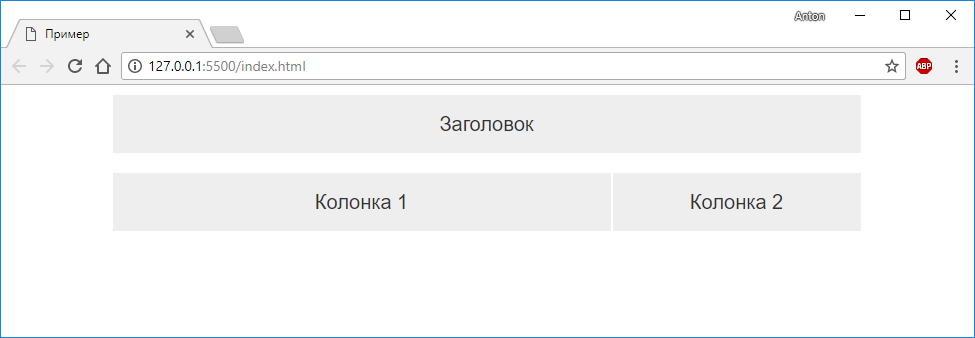 Anton
Пример
127.0.0.1:5500/index.html
ABP
Заголовок
Колонка 1 Колонка 2